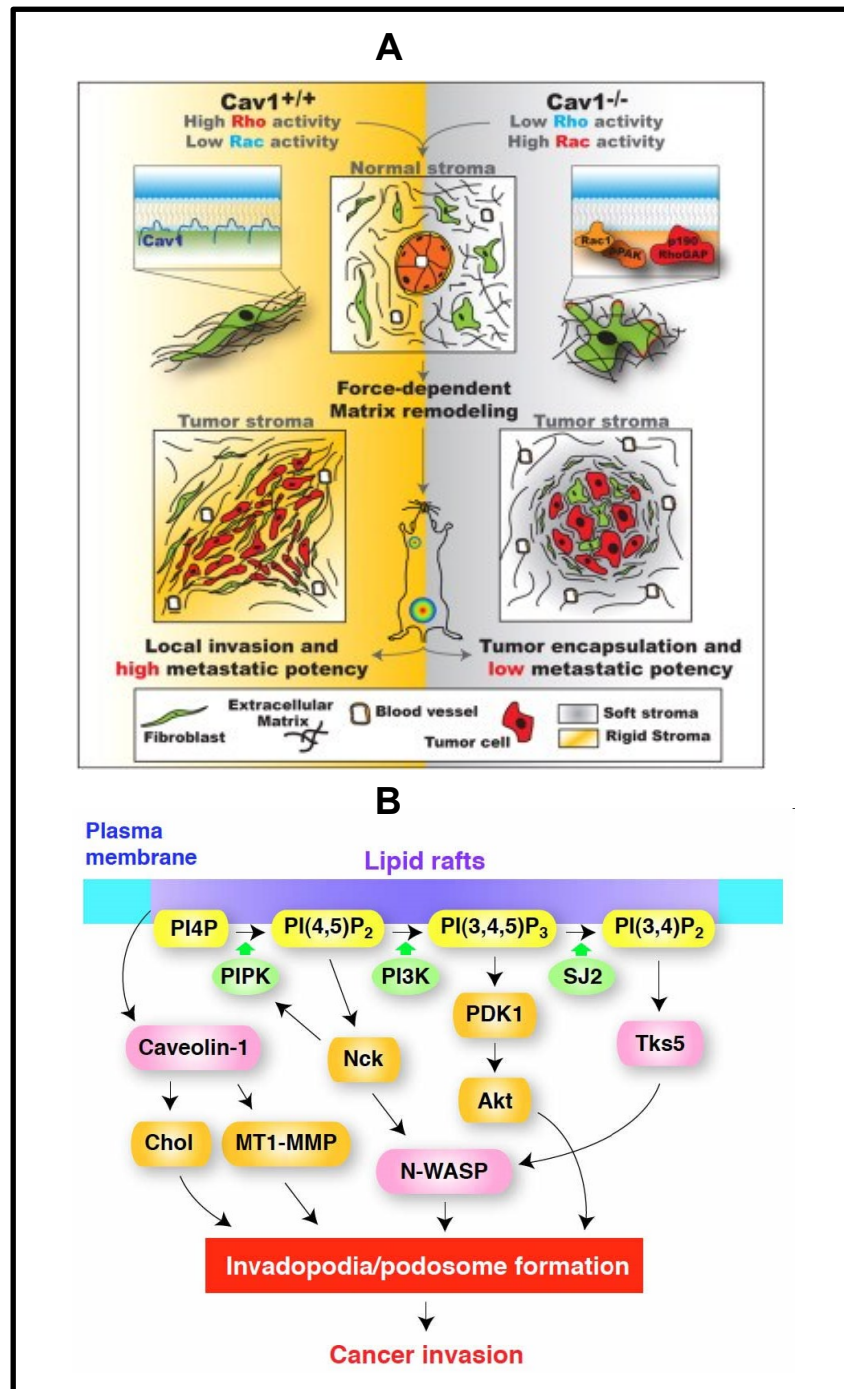 A
Cav1+/+
High Rho activity
Low Rac activity
Cav1-/-
Low Rho activity
High Rac activity
Normal stroma
Cav1
Rac1
pPAK
p190
RhoGAP
Force-dependent
Matrix remodeling
Tumor stroma
Tumor stroma
Local invasion and
high metastatic potency
Tumor encapsulation and
low metastatic potency
Fibroblast
Extracellular
Matrix
Blood vessel
Tumor cell
Soft stroma
Rigid Stroma
B
Plasma
membrane
Lipid rafts
PI4P
PI(4,5)P2
PI(3,4,5)P3
PI(3,4)P2
PIPK
PI3K
SJ2
PDK1
Caveolin-1
Nck
Tks5
Akt
Chol
MT1-MMP
N-WASP
Invadopodia/podosome formation
Cancer invasion